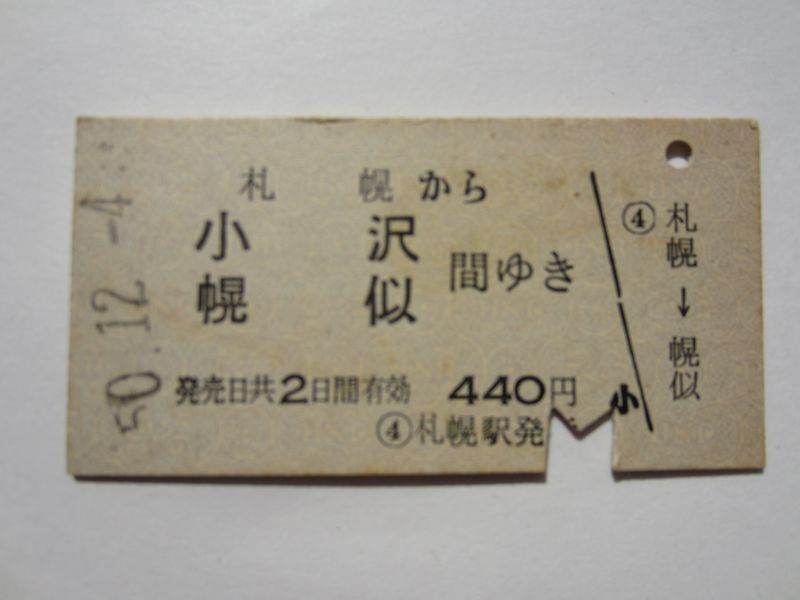 札幌から
小沢
幌似
間ゆき
発売日共2日間有効 440円
④札幌駅発
小
④
札幌→幌似
50.12.-4